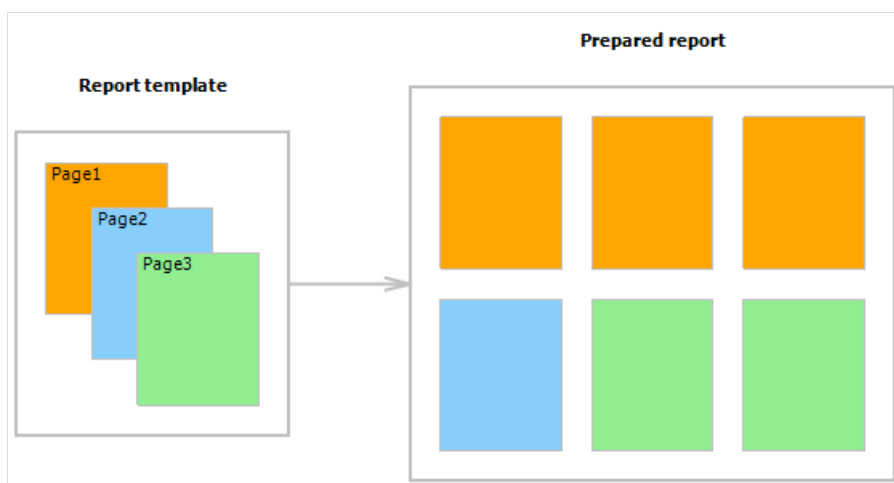 Prepared report
Report template
Page1
Page2
Page3